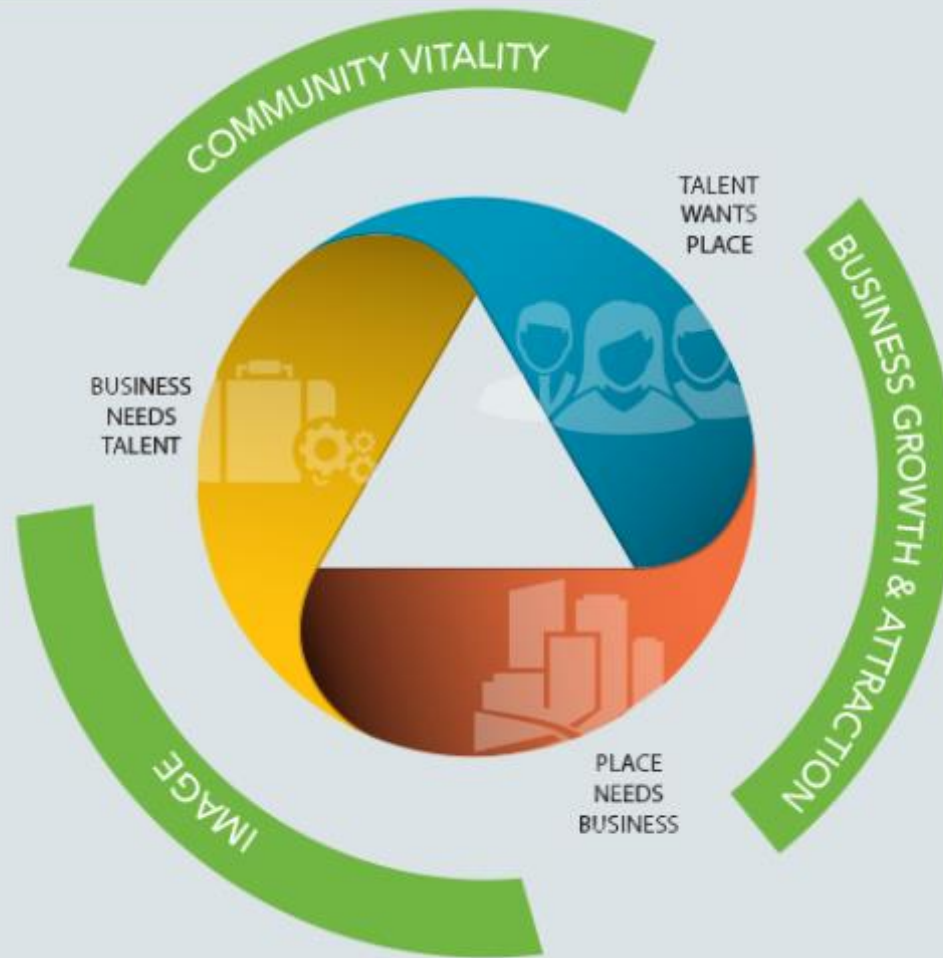 COMMUNITY VITALITY
TALENT
WANTS
PLACE
BUSINESS GROWTH & ATTRACTION
BUSINESS
NEEDS
TALENT
PLACE
NEEDS
BUSINESS
IMAGE